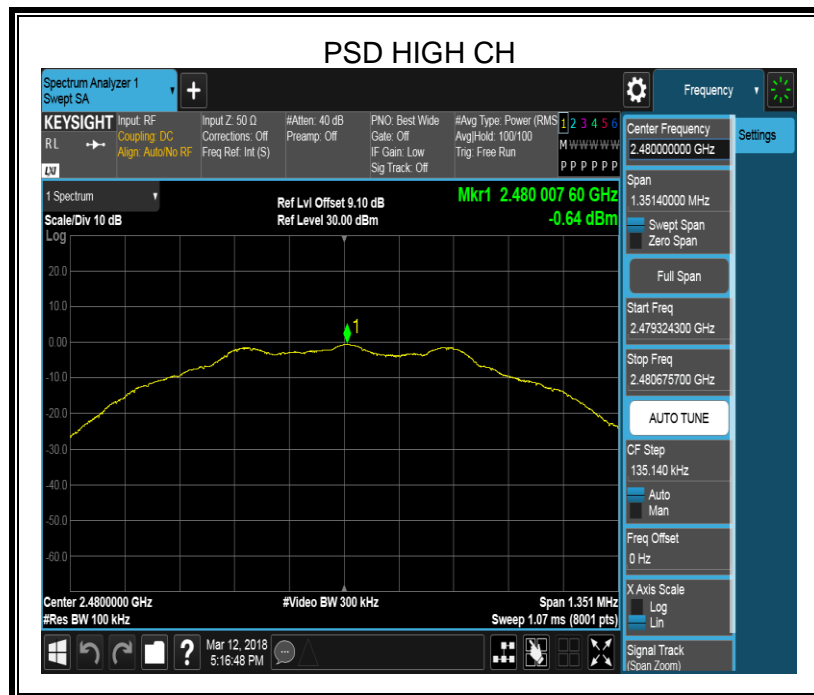 PSD HIGH CH
Spectrum Analyzer 1
Swept SA
Frequency
KEYSIGHT
RL
LXI
Input: RF
Coupling: DC
Align: Auto/No RF
Input Z: 50 Ω
Corrections: Off
Freq Ref: Int (S)
#Atten: 40 dB
Preamp: Off
PNO: Best Wide
Gate: Off
IF Gain: Low
Sig Track: Off
#Avg Type: Power (RMS
Avg|Hold: 100/100
Trig: Free Run
1 2 3 4 5 6
M W W W W W
P P P P P P
Center Frequency
2.480000000 GHz
Settings
1 Spectrum
Scale/Div 10 dB
Ref Lvl Offset 9.10 dB
Ref Level 30.00 dBm
Mkr1 2.480 007 60 GHz
-0.64 dBm
Log
20.0
10.0
0.00
-10.0
-20.0
-30.0
-40.0
-50.0
-60.0
1
Span
1.35140000 MHz
Swept Span
Zero Span
Full Span
Start Freq
2.479324300 GHz
Stop Freq
2.480675700 GHz
AUTO TUNE
CF Step
135.140 kHz
Auto
Man
Freq Offset
0 Hz
X Axis Scale
Log
Lin
Signal Track
(Span Zoom)
Center 2.4800000 GHz
#Res BW 100 kHz
#Video BW 300 kHz
Span 1.351 MHz
Sweep 1.07 ms (8001 pts)
?
Mar 12, 2018
5:16:48 PM